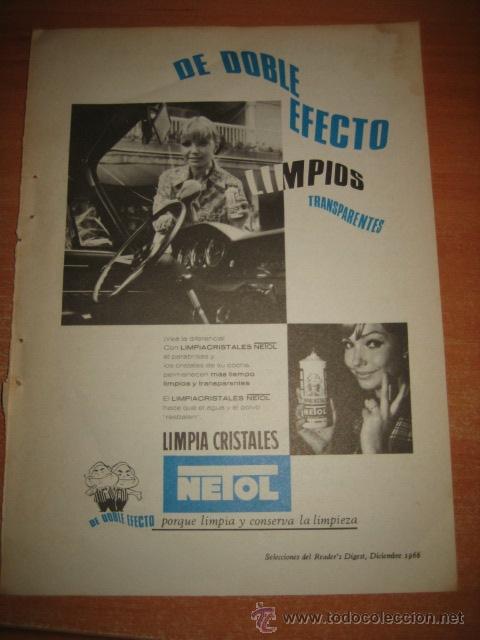 DE DOBLE
EFECTO
LIMPIOS
TRANSPARENTES
¡Vea la diferencia!
Con LIMPIACRISTALES NETOL
el parabrisas y
los cristales de su coche
permanecen más tiempo
limpios y transparentes
El LIMPIACRISTALES NETOL
hace que el agua y el polvo
"resbalen".
NETOL
LIMPIA CRISTALES
NETOL
DE DOBLE EFECTO
porque limpia y conserva la limpieza
Selecciones del Reader's Digest, Diciembre 1966
www.todocoleccion.net